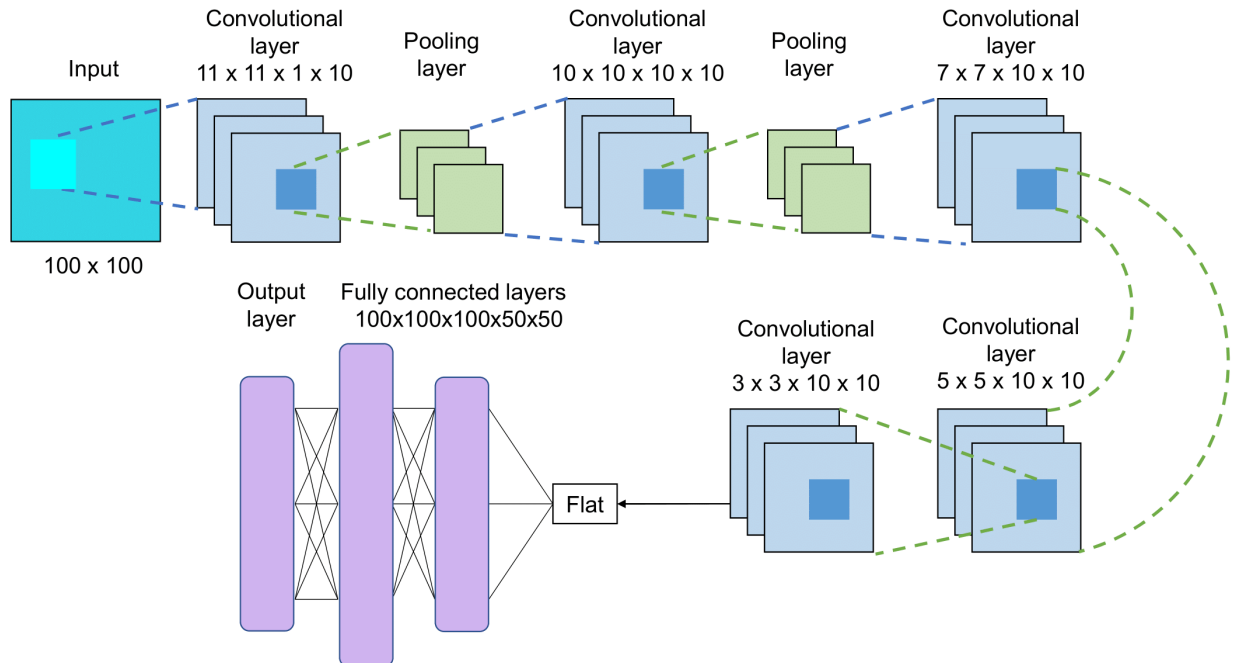 Input
100 x 100
Convolutional
layer
11 x 11 x 1 x 10
Pooling
layer
Convolutional
layer
10 x 10 x 10 x 10
Pooling
layer
Convolutional
layer
7 x 7 x 10 x 10
Convolutional
layer
5 x 5 x 10 x 10
Convolutional
layer
3 x 3 x 10 x 10
Flat
Fully connected layers
100x100x100x50x50
Output
layer